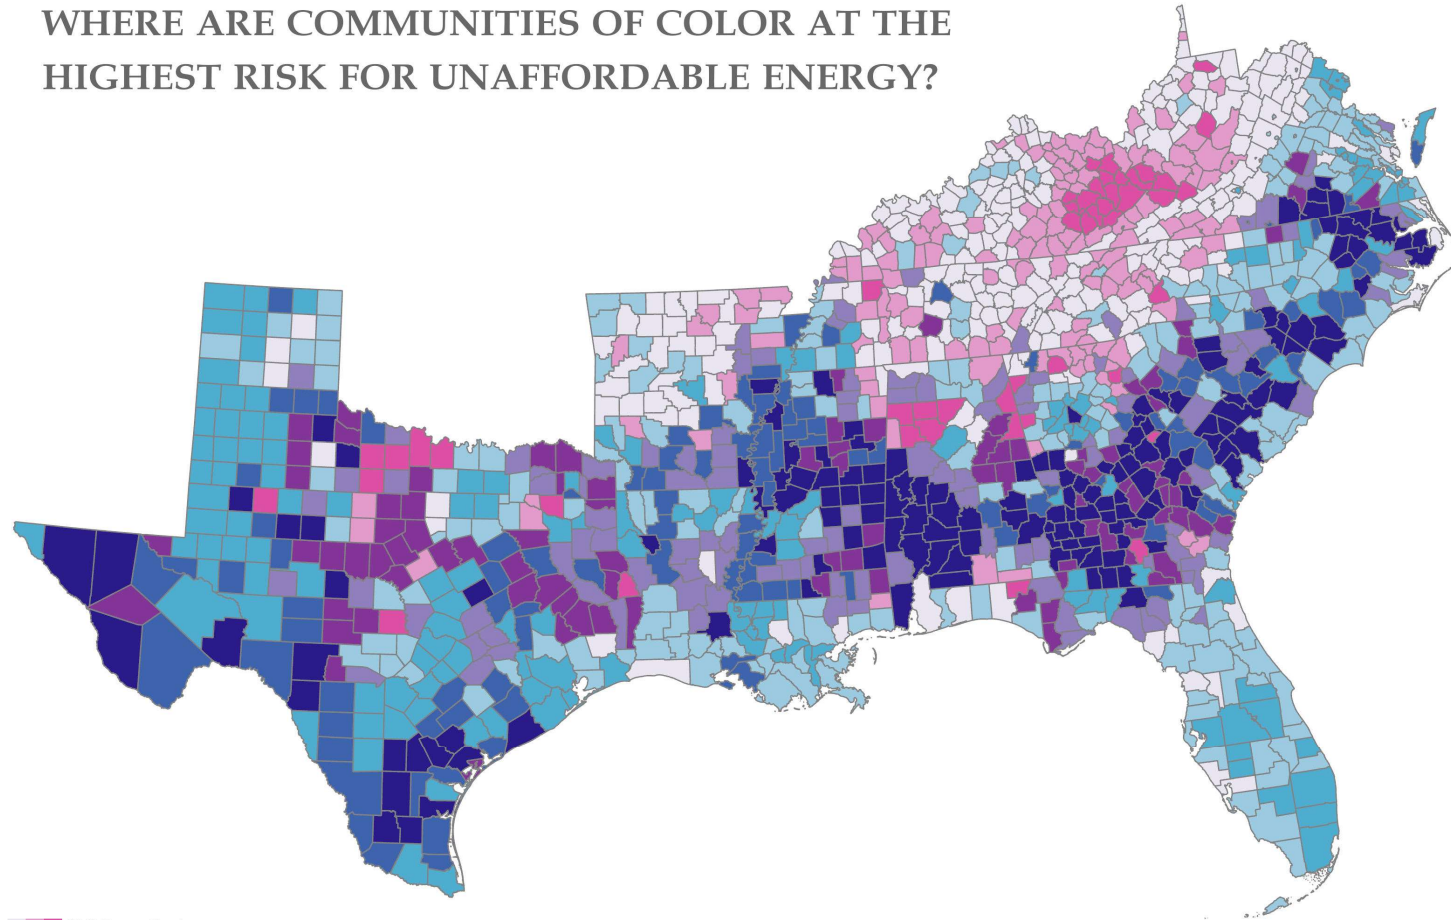 WHERE ARE COMMUNITIES OF COLOR AT THE
HIGHEST RISK FOR UNAFFORDABLE ENERGY?